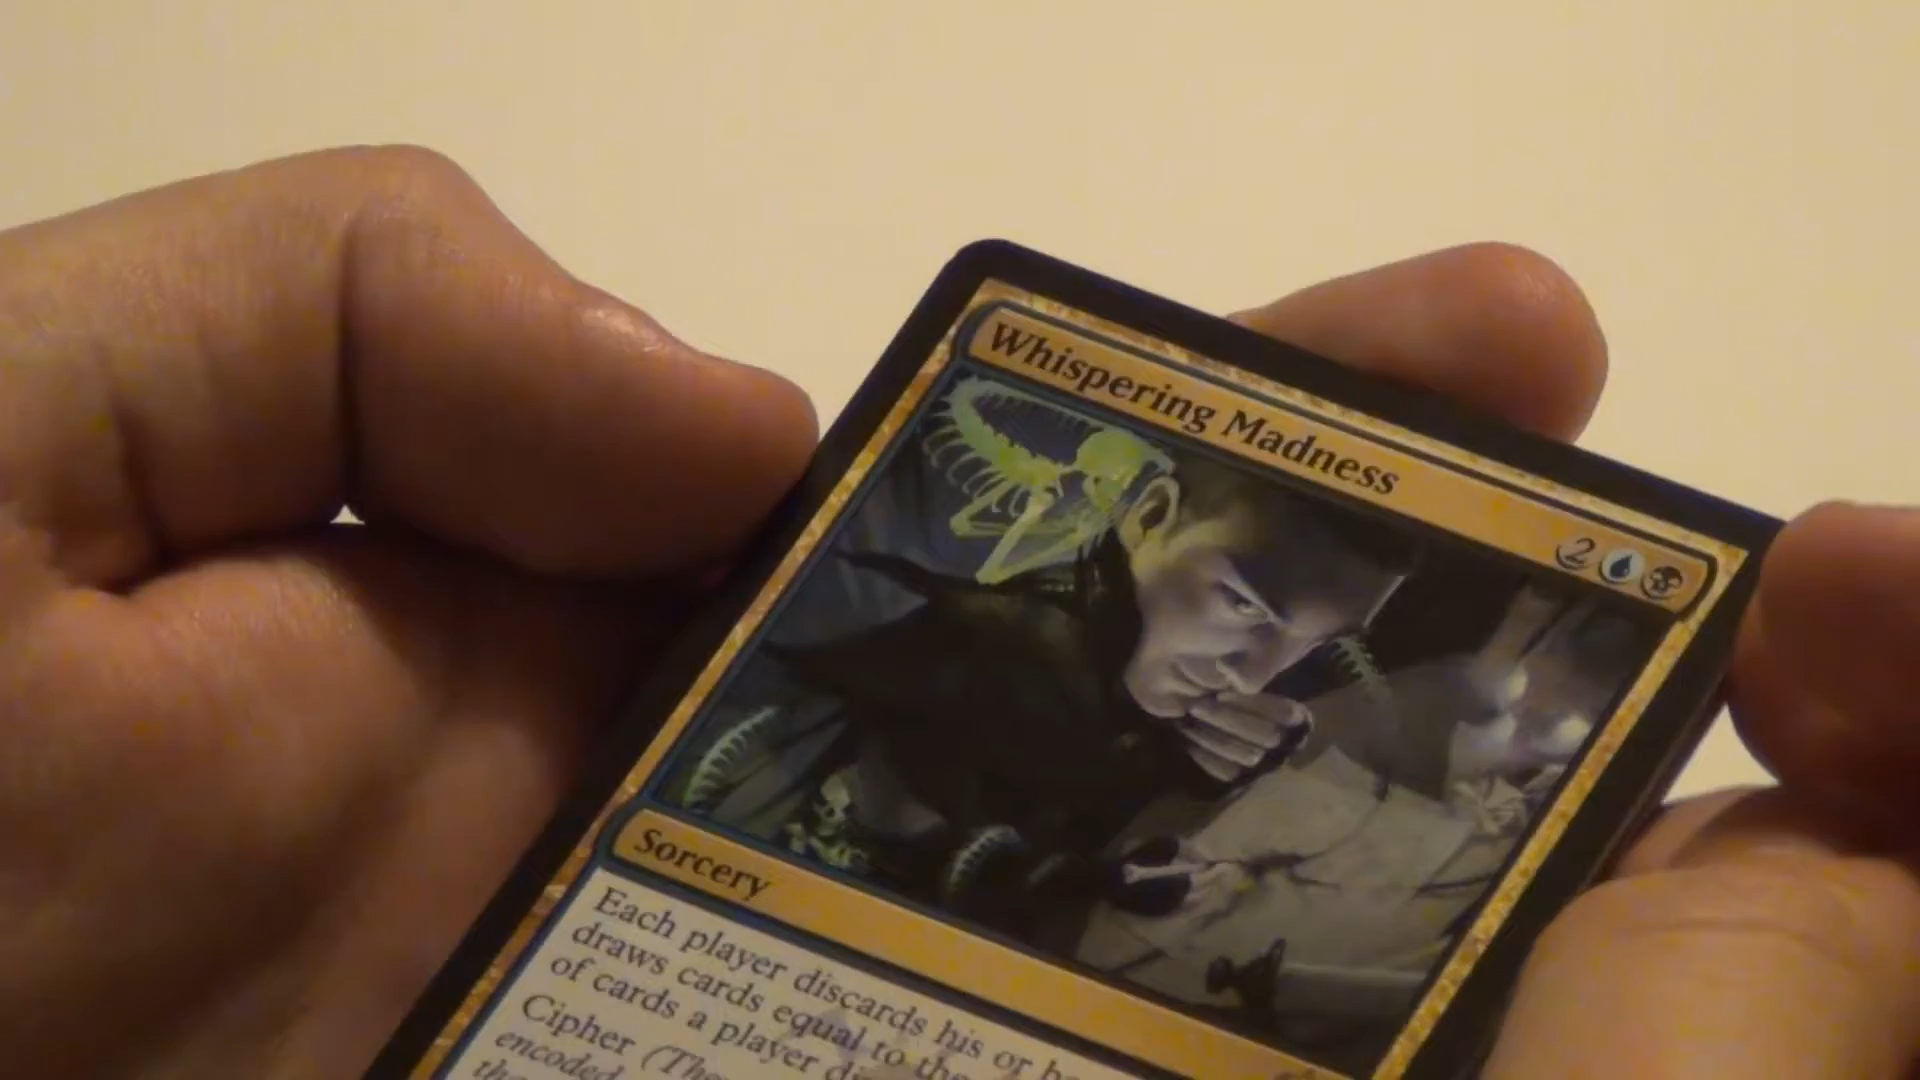 Whispering Madness
2
Sorcery
Each player discards his or
draws cards equal to the
of cards a player
Cipher (The
encoded